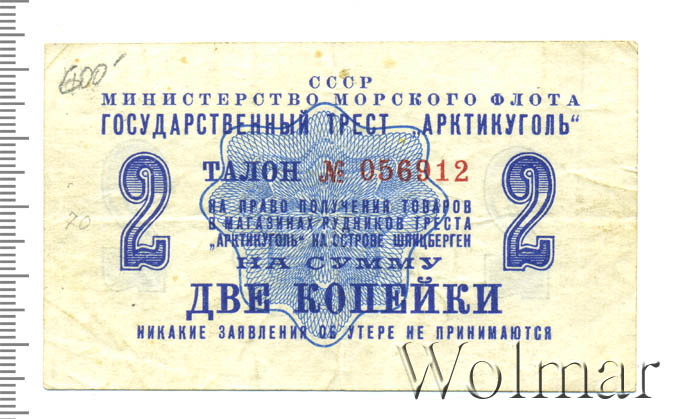 600'
СССР
МИНИСТЕРСТВО МОРСКОГО ФЛОТА
ГОСУДАРСТВЕННЫЙ ТРЕСТ „АРКТИКУГОЛЬ“
2 ТАЛОН № 056912 2
НА ПРАВО ПОЛУЧЕНИЯ ТОВАРОВ
В МАГАЗИНАХ РУДНИКОВ ТРЕСТА
„АРКТИКУГОЛЬ“ НА ОСТРОВЕ ШПИЦБЕРГЕН
70
НА СУММУ
ДВЕ КОПЕЙКИ
НИКАКИЕ ЗАЯВЛЕНИЯ ОБ УТЕРЕ НЕ ПРИНИМАЮТСЯ
Wolmar